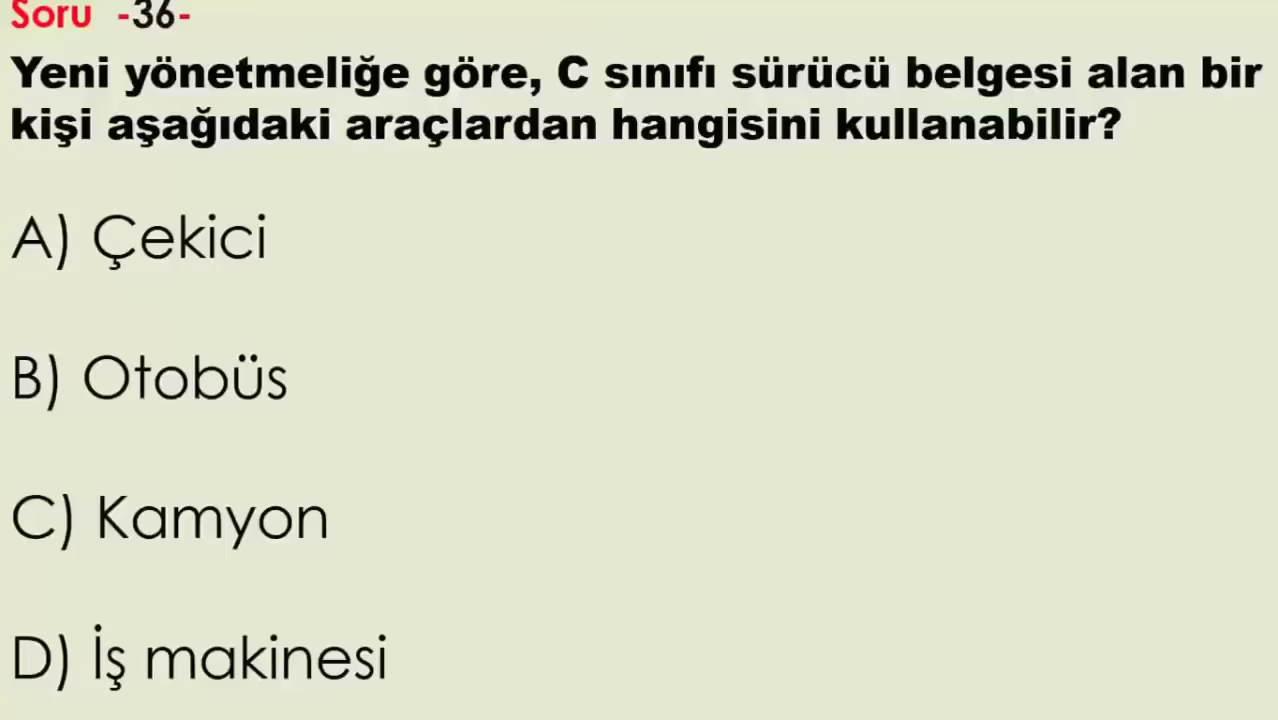 Soru -36-
Yeni yönetmeliğe göre, C sınıfı sürücü belgesi alan bir
kişi aşağıdaki araçlardan hangisini kullanabilir?
A) Çekici
B) Otobüs
C) Kamyon
D) İş makinesi